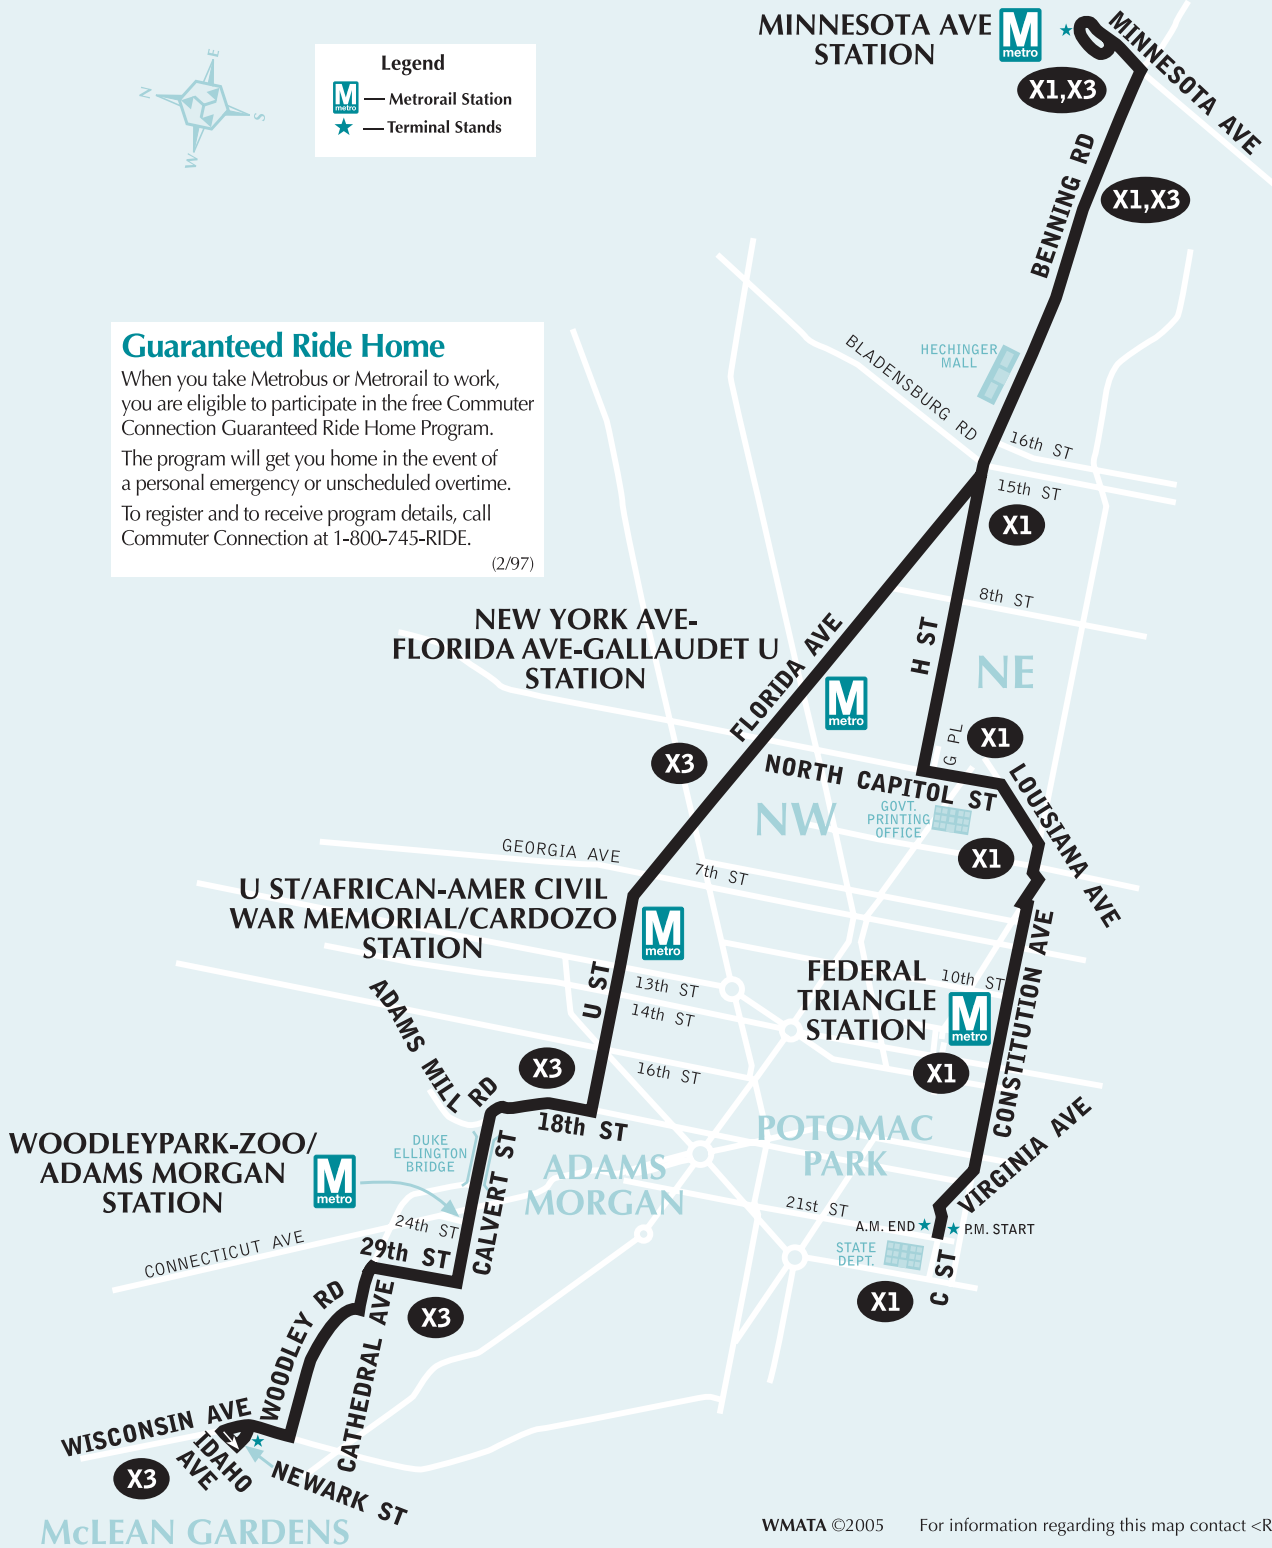 MINNESOTA AVE
STATION
M
metro
MINNESOTA AVE
X1,X3
N
E
S
W
Legend
M
metro
— Metrorail Station
— Terminal Stands
BENNING RD
X1,X3
Guaranteed Ride Home
When you take Metrobus or Metrorail to work,
you are eligible to participate in the free Commuter
Connection Guaranteed Ride Home Program.
The program will get you home in the event of
a personal emergency or unscheduled overtime.
To register and to receive program details, call
Commuter Connection at 1-800-745-RIDE.
(2/97)
BLADENSBURG RD
HECHINGER
MALL
16th ST
15th ST
X1
8th ST
NEW YORK AVE-
FLORIDA AVE-GALLAUDET U
STATION
FLORIDA AVE
H ST
NE
M
metro
X3
G PL
X1
NORTH CAPITOL ST
LOUISIANA AVE
NW
GOVT.
PRINTING
OFFICE
X1
GEORGIA AVE
7th ST
U ST/AFRICAN-AMER CIVIL
WAR MEMORIAL/CARDOZO
STATION
M
metro
U ST
13th ST
14th ST
16th ST
FEDERAL
TRIANGLE
STATION
10th ST
M
metro
X1
CONSTITUTION AVE
ADAMS MILL RD
X3
18th ST
WOODLEYPARK-ZOO/
ADAMS MORGAN
STATION
M
metro
DUKE
ELLINGTON
BRIDGE
CALVERT ST
ADAMS
MORGAN
POTOMAC
PARK
VIRGINIA AVE
21st ST
A.M. END
P.M. START
STATE
DEPT.
C ST
X1
24th ST
CONNECTICUT AVE
29th ST
X3
WOODLEY RD
CATHEDRAL AVE
WISCONSIN AVE
IDAHO
AVE
X3
NEWARK ST
McLEAN GARDENS
WMATA ©2005 For information regarding this map contact <R